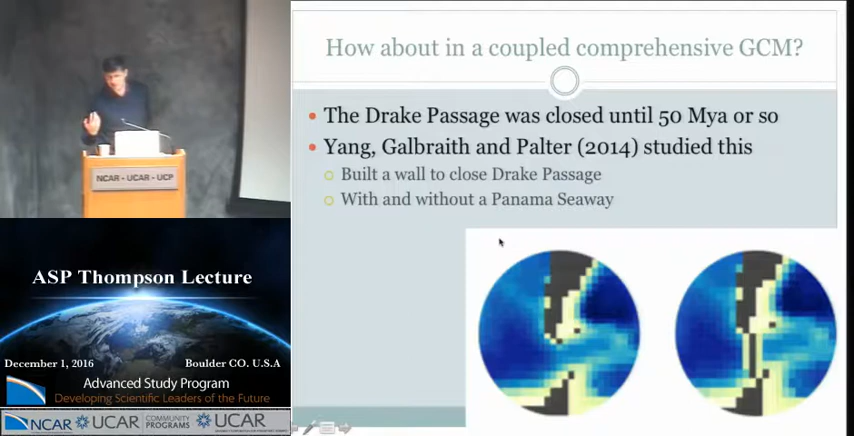 How about in a coupled comprehensive GCM?
The Drake Passage was closed until 50 Mya or so
Yang, Galbraith and Palter (2014) studied this
Built a wall to close Drake Passage
With and without a Panama Seaway
NCAR - UCAR - UCP
ASP Thompson Lecture
December 1, 2016 Boulder CO. U.S.A
Advanced Study Program
Developing Scientific Leaders of the Future
NCAR UCAR COMMUNITY PROGRAMS UCAR